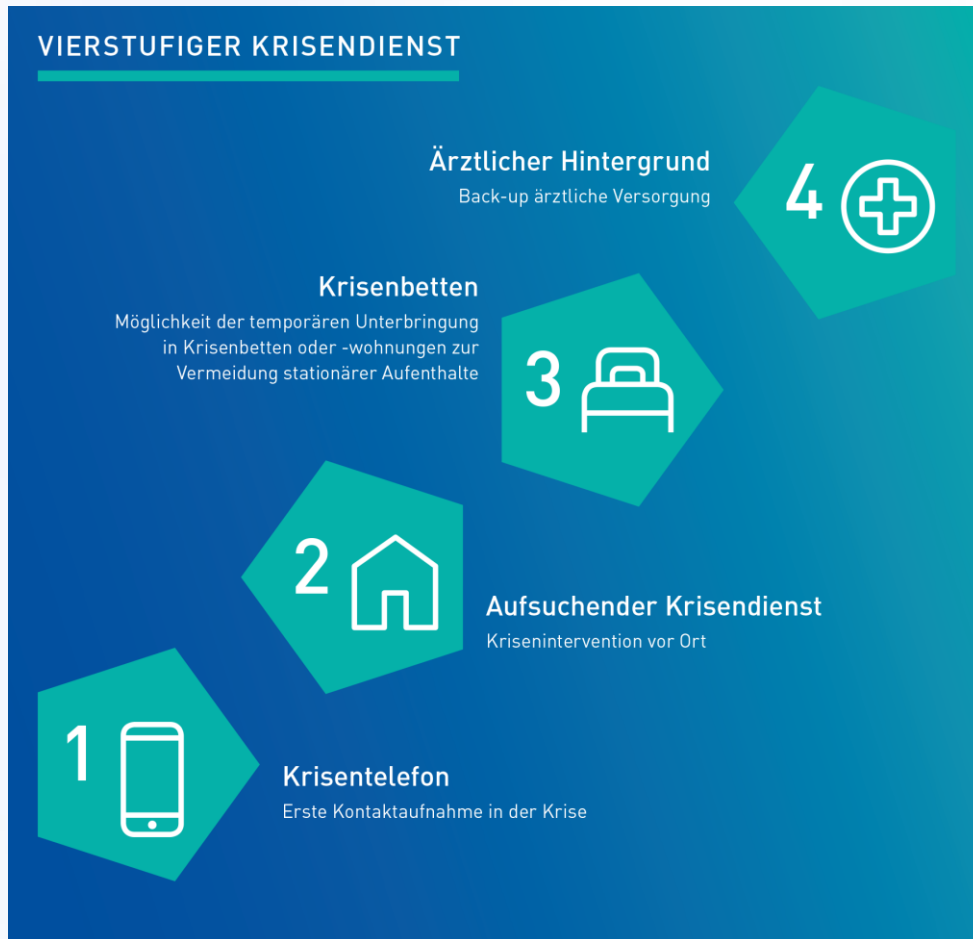 VIERSTUFIGER KRISENDIENST
Ärztlicher Hintergrund
Back-up ärztliche Versorgung
4
Krisenbetten
Möglichkeit der temporären Unterbringung
in Krisenbetten oder -wohnungen zur
Vermeidung stationärer Aufenthalte
3
2
Aufsuchender Krisendienst
Krisenintervention vor Ort
1
Krisentelefon
Erste Kontaktaufnahme in der Krise